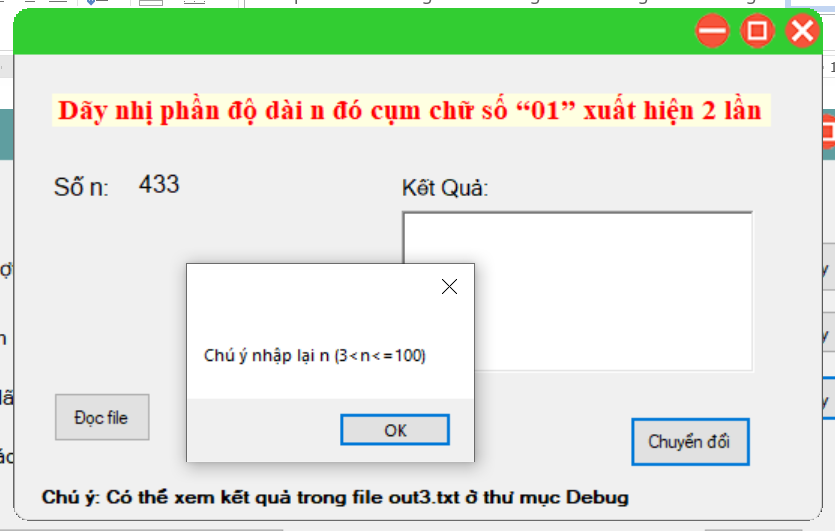 Dãy nhị phần độ dài n đó cụm chữ số “01” xuất hiện 2 lần
Số n: 433
Kết Quả:
Chú ý nhập lại n (3<n<=100)
OK
Đọc file
Chuyển đổi
Chú ý: Có thể xem kết quả trong file out3.txt ở thư mục Debug